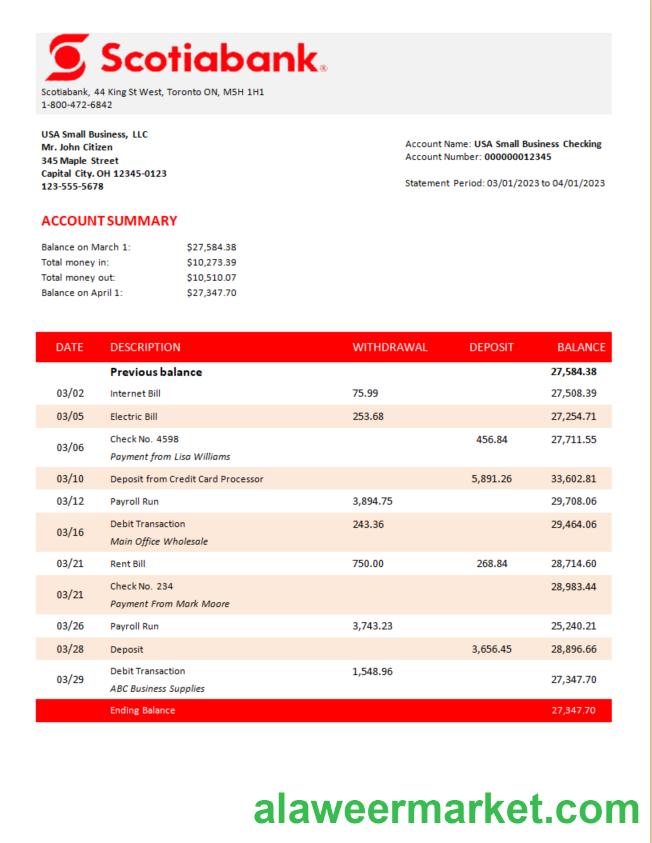 Scotiabank®
Scotiabank, 44 King St West, Toronto ON, M5H 1H1
1-800-472-6842
USA Small Business, LLC
Mr. John Citizen
345 Maple Street
Capital City. OH 12345-0123
123-555-5678
Account Name: USA Small Business Checking
Account Number: 000000012345
Statement Period: 03/01/2023 to 04/01/2023
ACCOUNT SUMMARY
Balance on March 1: $27,584.38
Total money in: $10,273.39
Total money out: $10,510.07
Balance on April 1: $27,347.70
DATE DESCRIPTION WITHDRAWAL DEPOSIT BALANCE
Previous balance 27,584.38
03/02 Internet Bill 75.99 27,508.39
03/05 Electric Bill 253.68 27,254.71
03/06 Check No. 4598 456.84 27,711.55
Payment from Lisa Williams
03/10 Deposit from Credit Card Processor 5,891.26 33,602.81
03/12 Payroll Run 3,894.75 29,708.06
03/16 Debit Transaction 243.36 29,464.06
Main Office Wholesale
03/21 Rent Bill 750.00 268.84 28,714.60
03/21 Check No. 234 28,983.44
Payment From Mark Moore
03/26 Payroll Run 3,743.23 25,240.21
03/28 Deposit 3,656.45 28,896.66
03/29 Debit Transaction 1,548.96 27,347.70
ABC Business Supplies
Ending Balance 27,347.70
alaweermarket.com